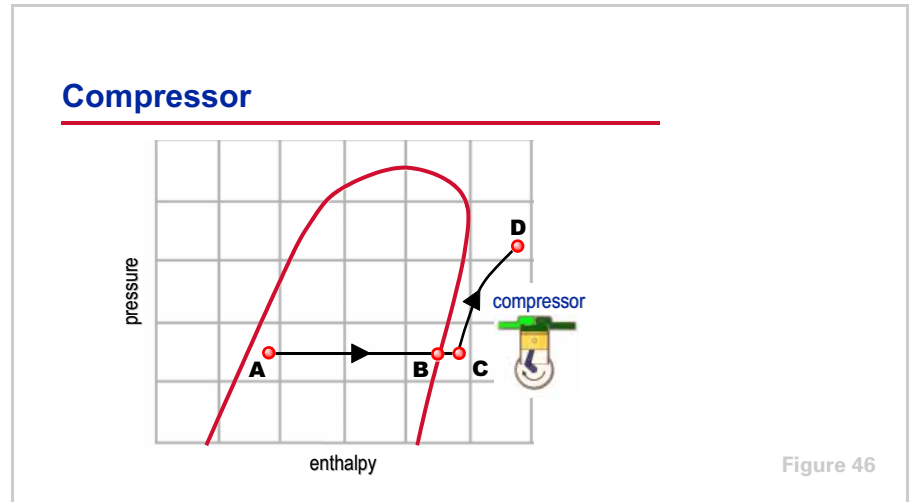 Compressor
D
pressure
compressor
A
B
C
enthalpy
Figure 46